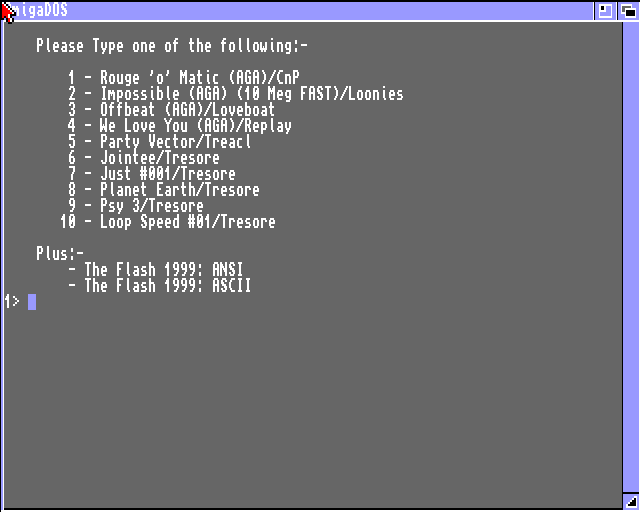 AmigaDOS
Please Type one of the following:-
1 - Rouge 'o' Matic (AGA)/CnP
2 - Impossible (AGA) (10 Meg FAST)/Loonies
3 - Offbeat (AGA)/Loveboat
4 - We Love You (AGA)/Replay
5 - Party Vector/Treacl
6 - Jointee/Tresore
7 - Just #001/Tresore
8 - Planet Earth/Tresore
9 - Psy 3/Tresore
10 - Loop Speed #01/Tresore
Plus:-
- The Flash 1999: ANSI
- The Flash 1999: ASCII
1>